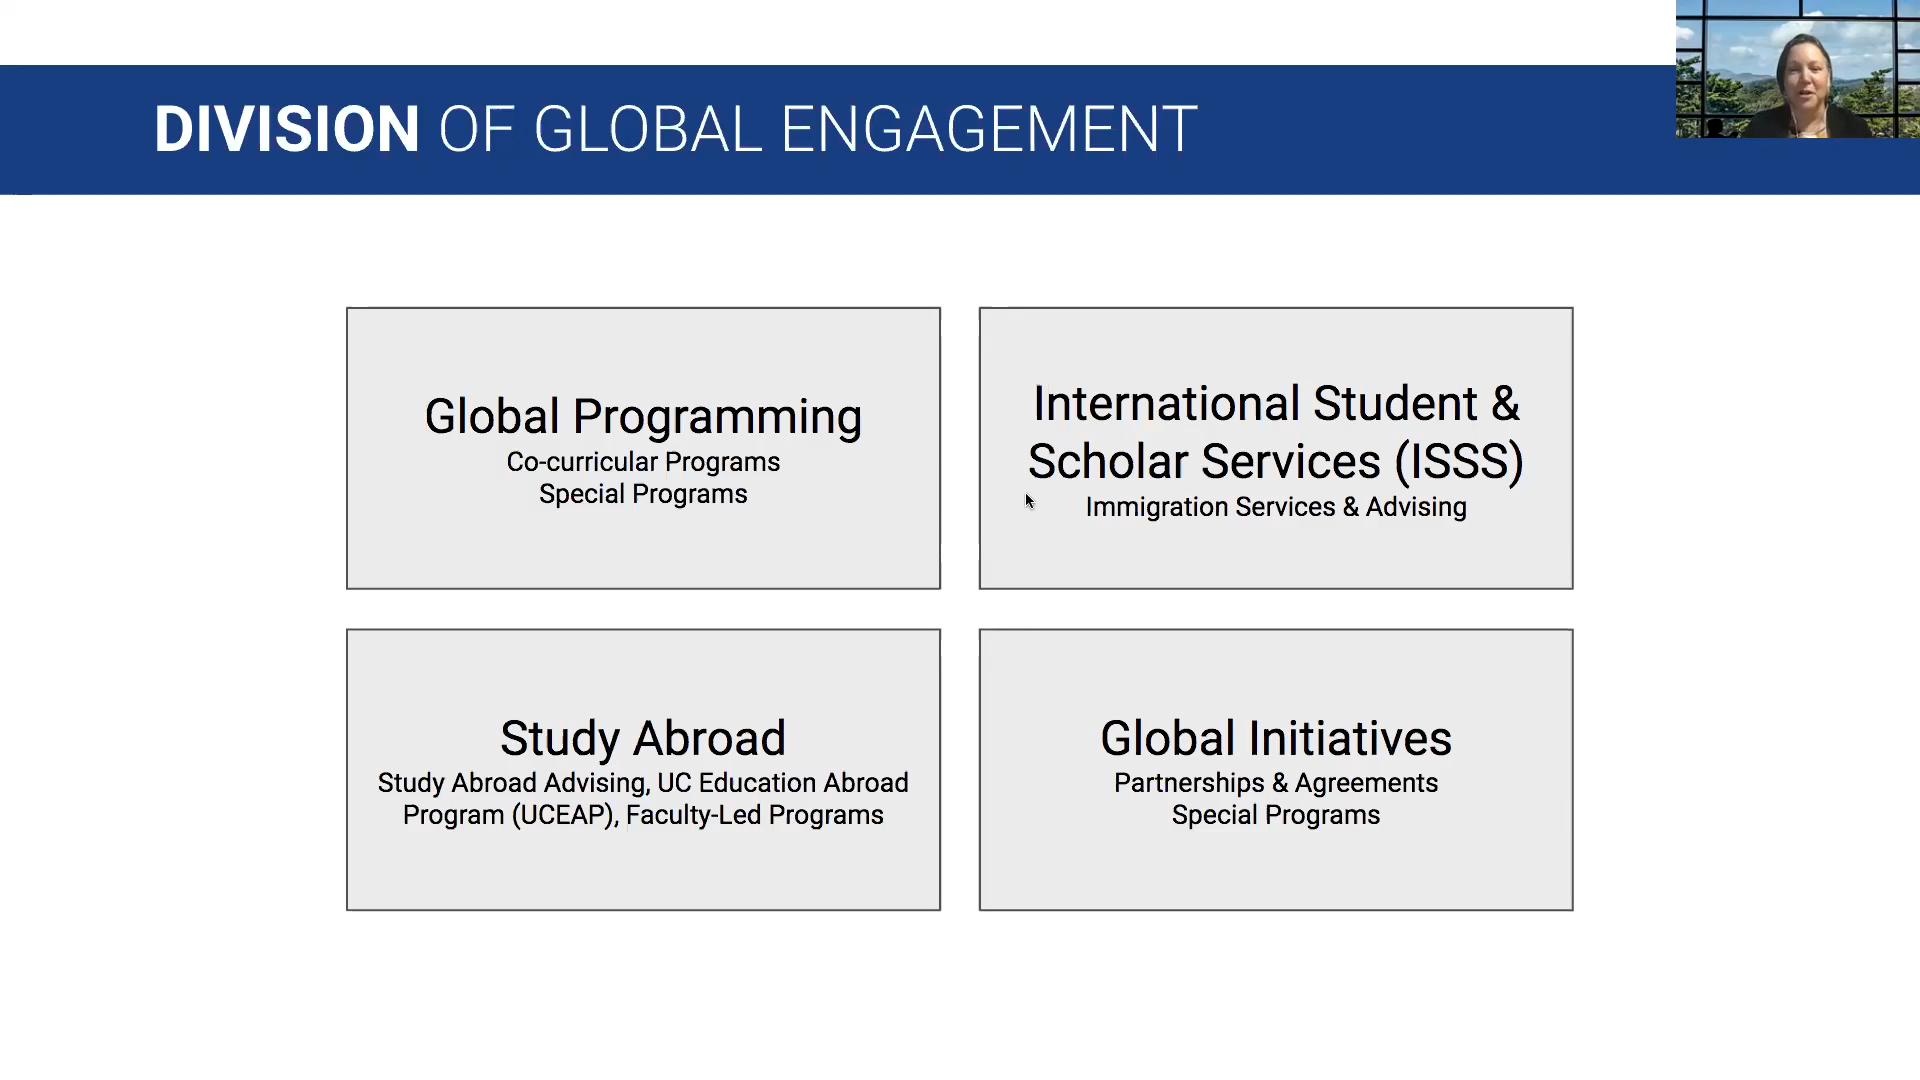 DIVISION OF GLOBAL ENGAGEMENT
Global Programming
Co-curricular Programs
Special Programs
International Student &
Scholar Services (ISSS)
Immigration Services & Advising
Study Abroad
Study Abroad Advising, UC Education Abroad
Program (UCEAP), Faculty-Led Programs
Global Initiatives
Partnerships & Agreements
Special Programs